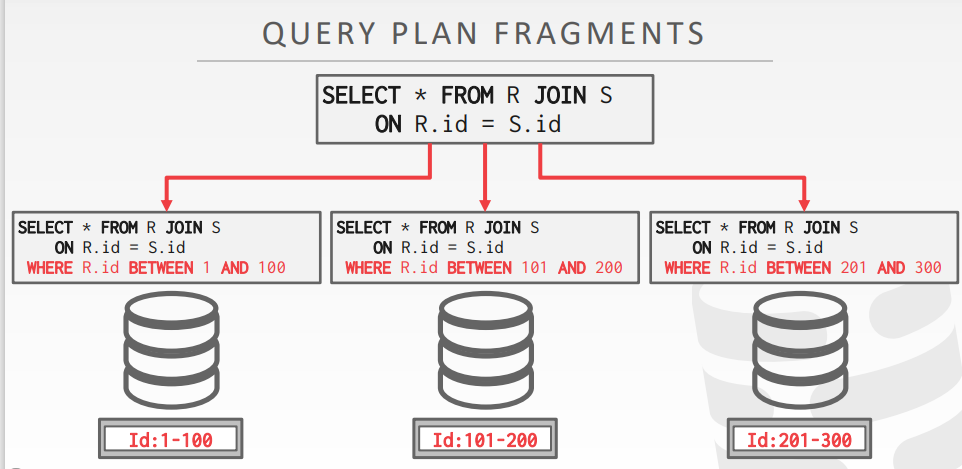 QUERY PLAN FRAGMENTS
SELECT * FROM R JOIN S
ON R.id = S.id
SELECT * FROM R JOIN S
ON R.id = S.id
WHERE R.id BETWEEN 1 AND 100
SELECT * FROM R JOIN S
ON R.id = S.id
WHERE R.id BETWEEN 101 AND 200
SELECT * FROM R JOIN S
ON R.id = S.id
WHERE R.id BETWEEN 201 AND 300
Id:1-100
Id:101-200
Id:201-300